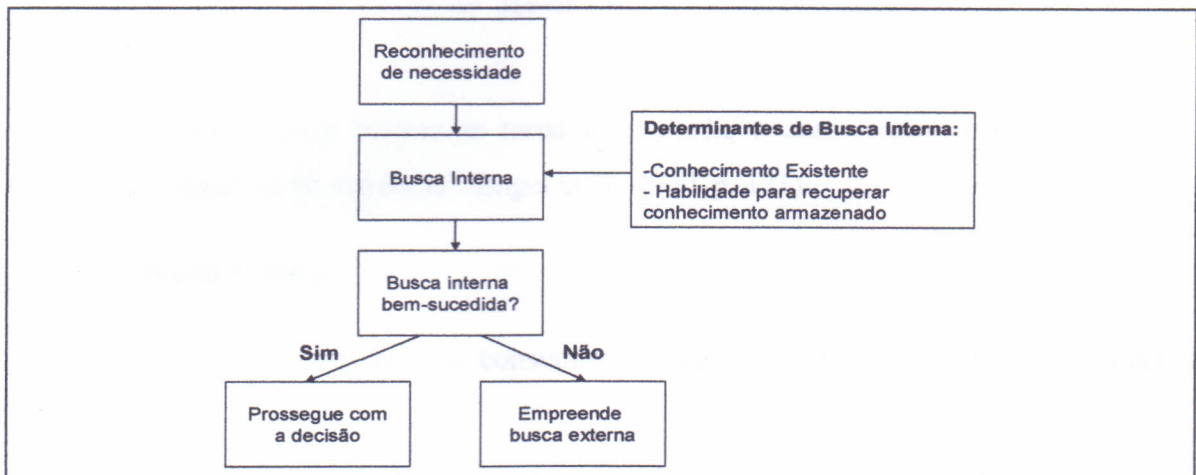 Reconhecimento
de necessidade
Determinantes de Busca Interna:
Busca Interna
-Conhecimento Existente
- Habilidade para recuperar
conhecimento armazenado
Busca interna
bem-sucedida?
Sim
Não
Prossegue com
a decisão
Empreende
busca externa